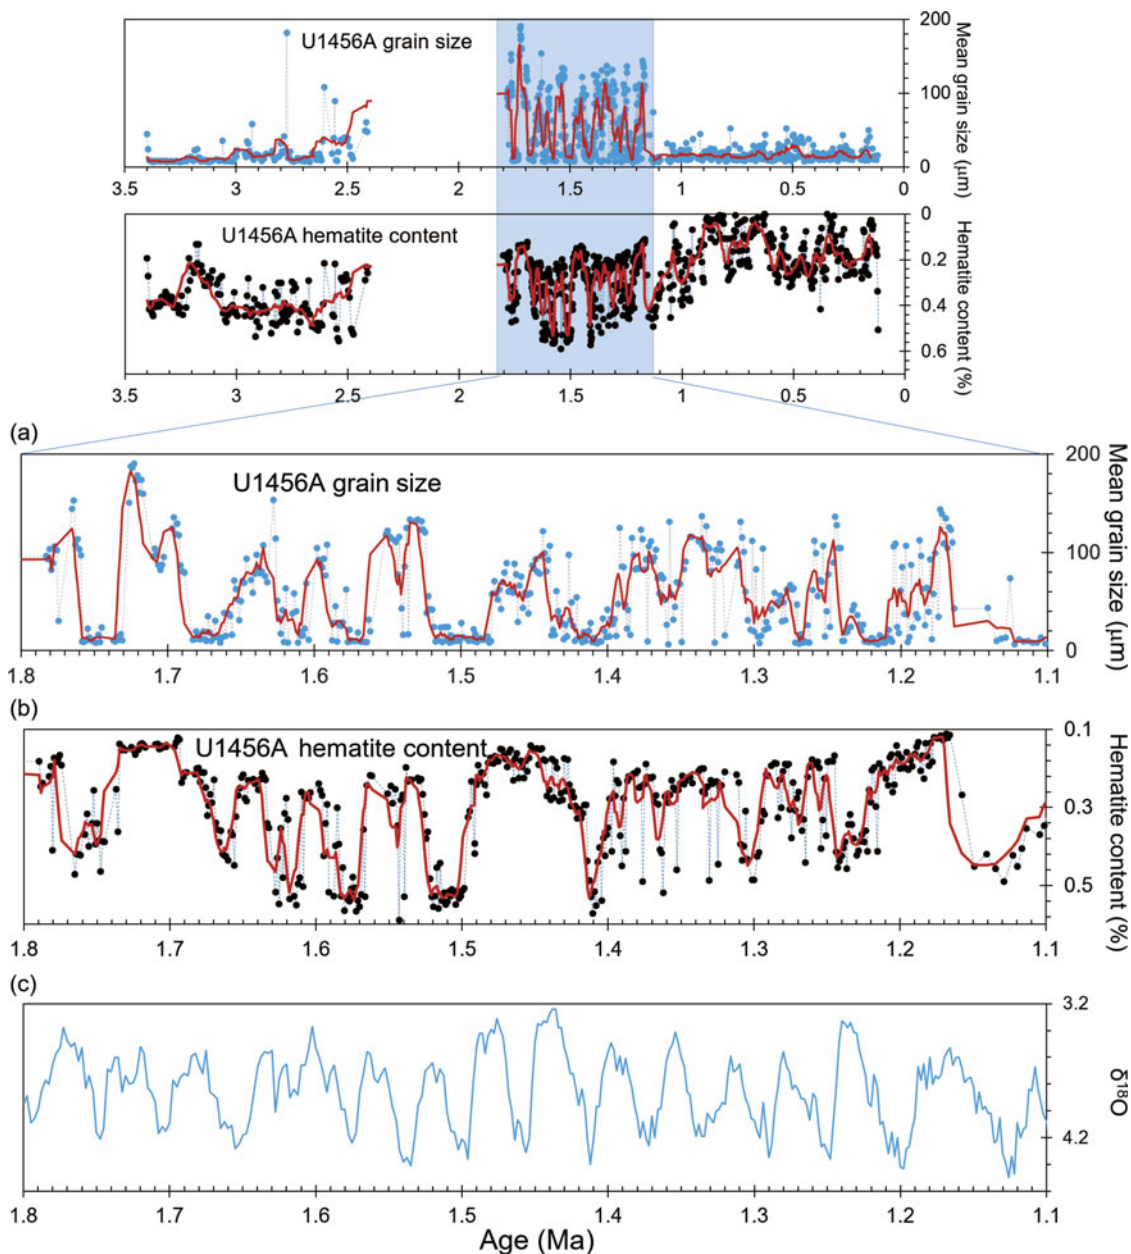 U1456A grain size
200
100
0
Mean grain size (μm)
3.5 3 2.5 2 1.5 1 0.5 0
U1456A hematite content
0
0.2
0.4
0.6
Hematite content (%)
3.5 3 2.5 2 1.5 1 0.5 0
(a)
U1456A grain size
200
100
0
Mean grain size (μm)
1.8 1.7 1.6 1.5 1.4 1.3 1.2 1.1
(b)
U1456A hematite content
0.1
0.3
0.5
Hematite content (%)
1.8 1.7 1.6 1.5 1.4 1.3 1.2 1.1
(c)
3.2
4.2
δ18O
1.8 1.7 1.6 1.5 1.4 1.3 1.2 1.1
Age (Ma)